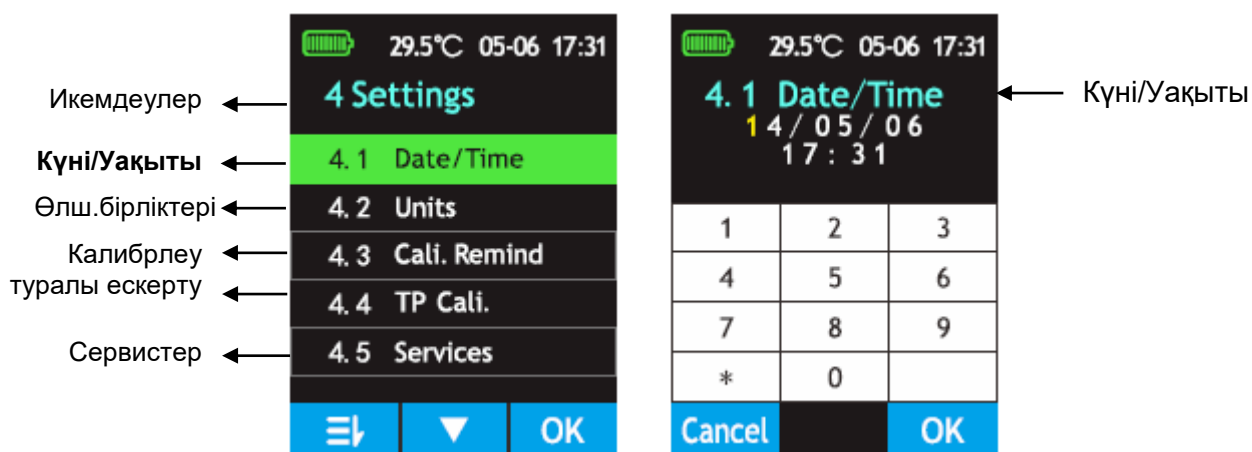 29.5°C 05-06 17:31
4 Settings
4. 1 Date/Time
4. 2 Units
4. 3 Cali. Remind
4. 4 TP Cali.
4. 5 Services
OK
Икемдеулер
Күні/Уақыты
Өлш.бірліктері
Калибрлеу
туралы ескерту
Сервистер
29.5°C 05-06 17:31
4. 1 Date/Time
14/05/06
17:31
1 2 3
4 5 6
7 8 9
* 0
Cancel OK
Күні/Уақыты